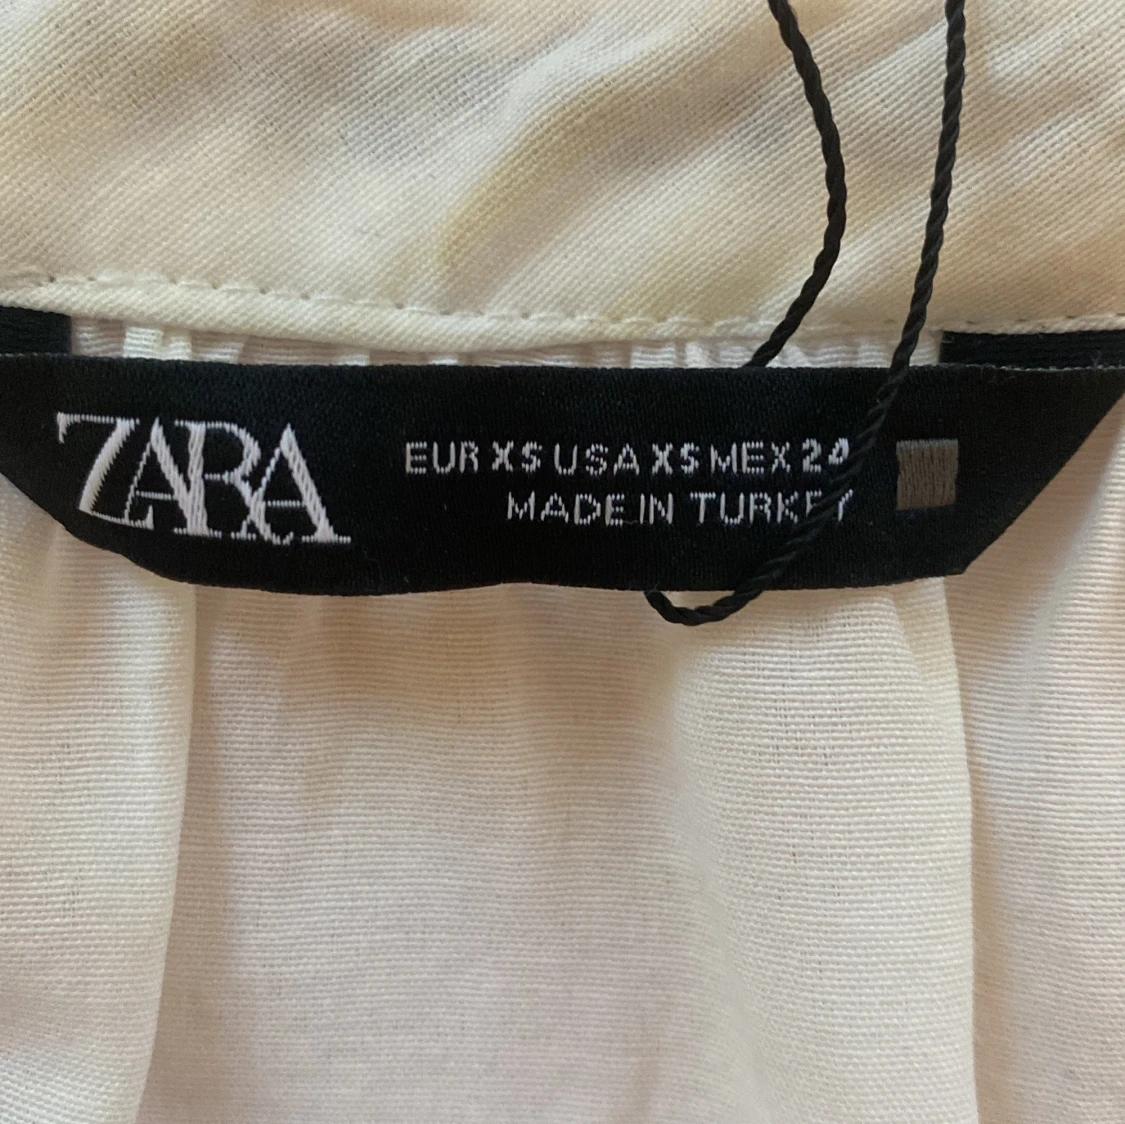 ZARA
EUR XS USA XS MEX 24
MADE IN TURKEY